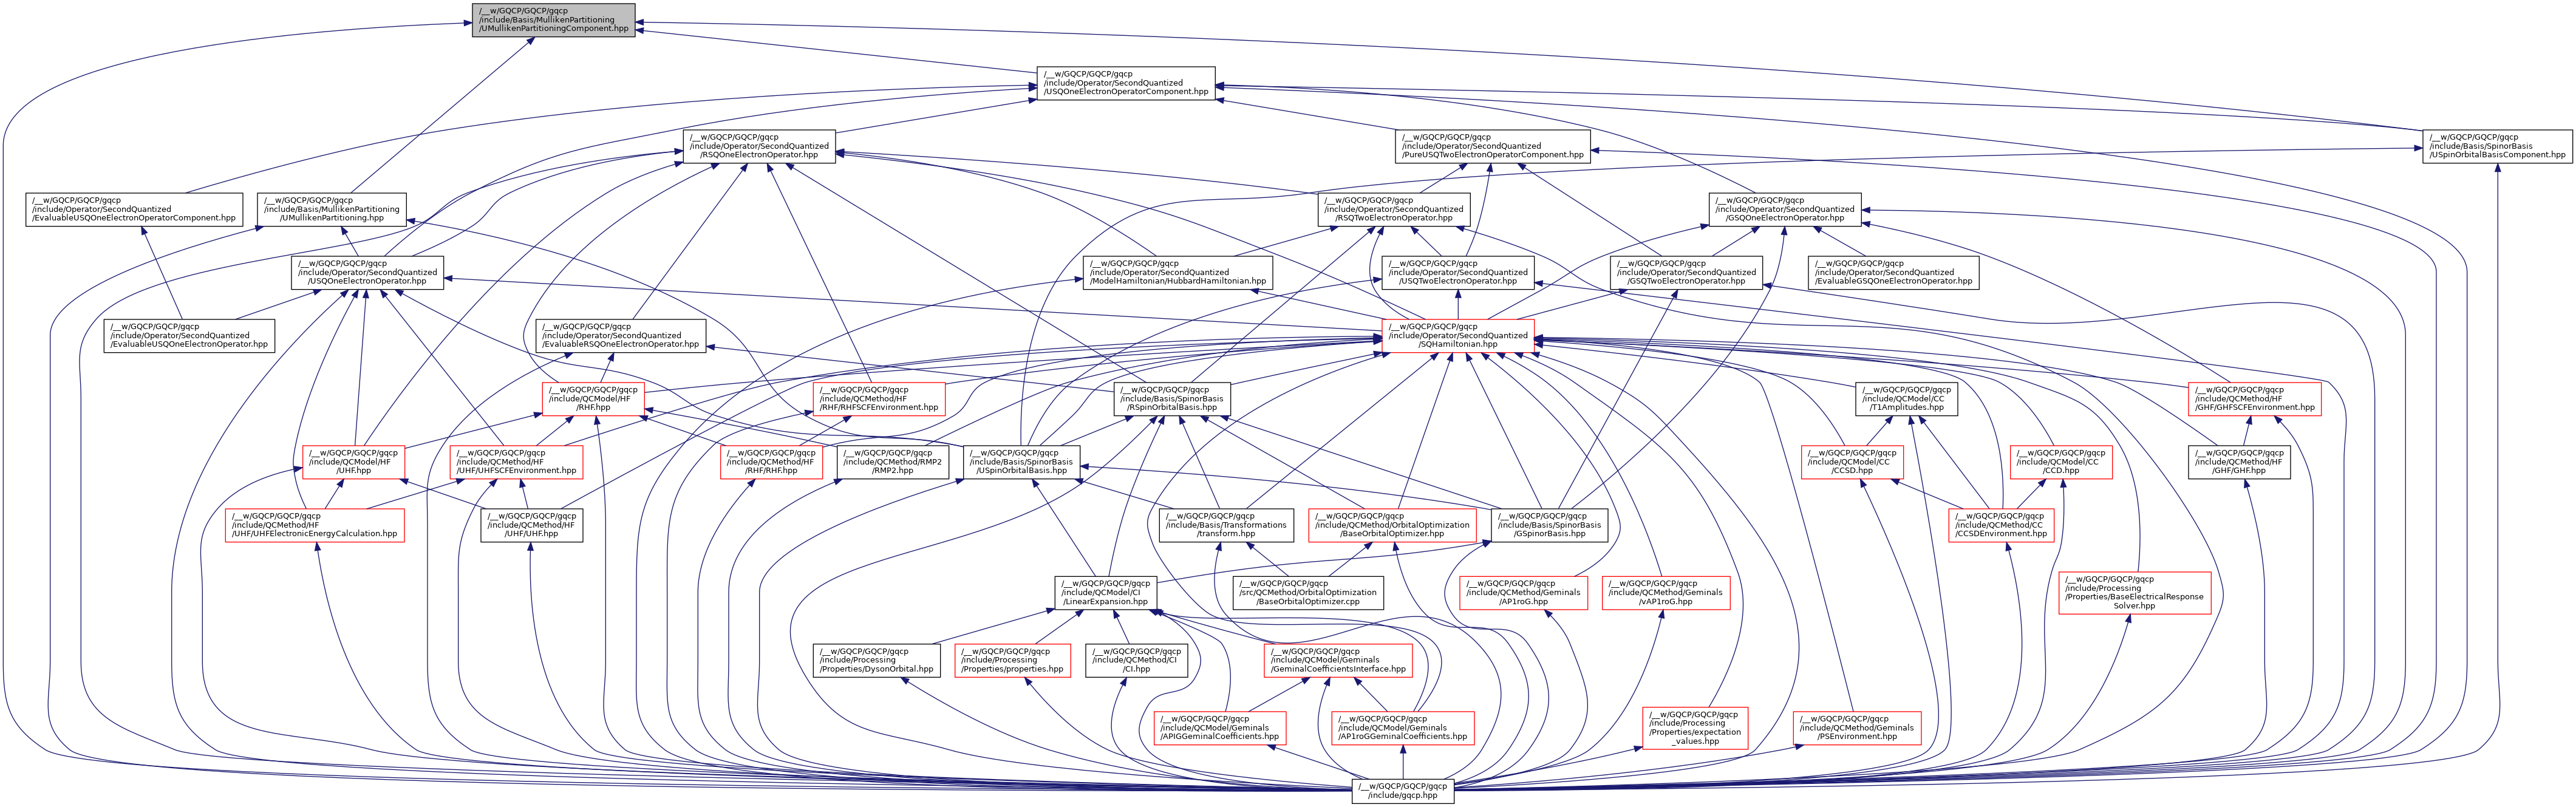 /__w/GQCP/GQCP/gqcp
/include/Basis/MullikenPartitioning
/UMullikenPartitioningComponent.hpp
/__w/GQCP/GQCP/gqcp
/include/Operator/SecondQuantized
/USQOneElectronOperatorComponent.hpp
/__w/GQCP/GQCP/gqcp
/include/Operator/SecondQuantized
/RSQOneElectronOperator.hpp
/__w/GQCP/GQCP/gqcp
/include/Operator/SecondQuantized
/PureUSQTwoElectronOperatorComponent.hpp
/__w/GQCP/GQCP/gqcp
/include/Basis/SpinorBasis
/USpinOrbitalBasisComponent.hpp
/__w/GQCP/GQCP/gqcp
/include/Operator/SecondQuantized
/EvaluableUSQOneElectronOperatorComponent.hpp
/__w/GQCP/GQCP/gqcp
/include/Basis/MullikenPartitioning
/UMullikenPartitioning.hpp
/__w/GQCP/GQCP/gqcp
/include/Operator/SecondQuantized
/RSQTwoElectronOperator.hpp
/__w/GQCP/GQCP/gqcp
/include/Operator/SecondQuantized
/GSQOneElectronOperator.hpp
/__w/GQCP/GQCP/gqcp
/include/Operator/SecondQuantized
/USQOneElectronOperator.hpp
/__w/GQCP/GQCP/gqcp
/include/Operator/SecondQuantized
/ModelHamiltonian/HubbardHamiltonian.hpp
/__w/GQCP/GQCP/gqcp
/include/Operator/SecondQuantized
/USQTwoElectronOperator.hpp
/__w/GQCP/GQCP/gqcp
/include/Operator/SecondQuantized
/GSQTwoElectronOperator.hpp
/__w/GQCP/GQCP/gqcp
/include/Operator/SecondQuantized
/EvaluableGSQOneElectronOperator.hpp
/__w/GQCP/GQCP/gqcp
/include/Operator/SecondQuantized
/EvaluableUSQOneElectronOperator.hpp
/__w/GQCP/GQCP/gqcp
/include/Operator/SecondQuantized
/EvaluableRSQOneElectronOperator.hpp
/__w/GQCP/GQCP/gqcp
/include/Operator/SecondQuantized
/SQHamiltonian.hpp
/__w/GQCP/GQCP/gqcp
/include/QCModel/HF
/RHF.hpp
/__w/GQCP/GQCP/gqcp
/include/QCMethod/HF
/RHF/RHFSCFEnvironment.hpp
/__w/GQCP/GQCP/gqcp
/include/Basis/SpinorBasis
/RSpinOrbitalBasis.hpp
/__w/GQCP/GQCP/gqcp
/include/QCModel/CC
/T1Amplitudes.hpp
/__w/GQCP/GQCP/gqcp
/include/QCMethod/HF
/GHF/GHFSCFEnvironment.hpp
/__w/GQCP/GQCP/gqcp
/include/QCModel/HF
/UHF.hpp
/__w/GQCP/GQCP/gqcp
/include/QCMethod/HF
/UHF/UHFSCFEnvironment.hpp
/__w/GQCP/GQCP/gqcp
/include/QCMethod/HF
/RHF/RHF.hpp
/__w/GQCP/GQCP/gqcp
/include/QCMethod/RMP2
/RMP2.hpp
/__w/GQCP/GQCP/gqcp
/include/Basis/SpinorBasis
/USpinOrbitalBasis.hpp
/__w/GQCP/GQCP/gqcp
/include/QCModel/CC
/CCSD.hpp
/__w/GQCP/GQCP/gqcp
/include/QCModel/CC
/CCD.hpp
/__w/GQCP/GQCP/gqcp
/include/QCMethod/HF
/GHF/GHF.hpp
/__w/GQCP/GQCP/gqcp
/include/QCMethod/HF
/UHF/UHFElectronicEnergyCalculation.hpp
/__w/GQCP/GQCP/gqcp
/include/QCMethod/HF
/UHF/UHF.hpp
/__w/GQCP/GQCP/gqcp
/include/Basis/Transformations
/transform.hpp
/__w/GQCP/GQCP/gqcp
/include/QCMethod/OrbitalOptimization
/BaseOrbitalOptimizer.hpp
/__w/GQCP/GQCP/gqcp
/include/Basis/SpinorBasis
/GSpinorBasis.hpp
/__w/GQCP/GQCP/gqcp
/include/QCMethod/CC
/CCSDEnvironment.hpp
/__w/GQCP/GQCP/gqcp
/include/QCModel/CI
/LinearExpansion.hpp
/__w/GQCP/GQCP/gqcp
/src/QCMethod/OrbitalOptimization
/BaseOrbitalOptimizer.cpp
/__w/GQCP/GQCP/gqcp
/include/QCMethod/Geminals
/AP1roG.hpp
/__w/GQCP/GQCP/gqcp
/include/QCMethod/Geminals
/vAP1roG.hpp
/__w/GQCP/GQCP/gqcp
/include/Processing
/Properties/BaseElectricalResponse
Solver.hpp
/__w/GQCP/GQCP/gqcp
/include/Processing
/Properties/DysonOrbital.hpp
/__w/GQCP/GQCP/gqcp
/include/Processing
/Properties/properties.hpp
/__w/GQCP/GQCP/gqcp
/include/QCMethod/CI
/CI.hpp
/__w/GQCP/GQCP/gqcp
/include/QCModel/Geminals
/GeminalCoefficientsInterface.hpp
/__w/GQCP/GQCP/gqcp
/include/QCModel/Geminals
/APIGGeminalCoefficients.hpp
/__w/GQCP/GQCP/gqcp
/include/QCModel/Geminals
/AP1roGGeminalCoefficients.hpp
/__w/GQCP/GQCP/gqcp
/include/Processing
/Properties/expectation
_values.hpp
/__w/GQCP/GQCP/gqcp
/include/QCMethod/Geminals
/PSEnvironment.hpp
/__w/GQCP/GQCP/gqcp
/include/gqcp.hpp